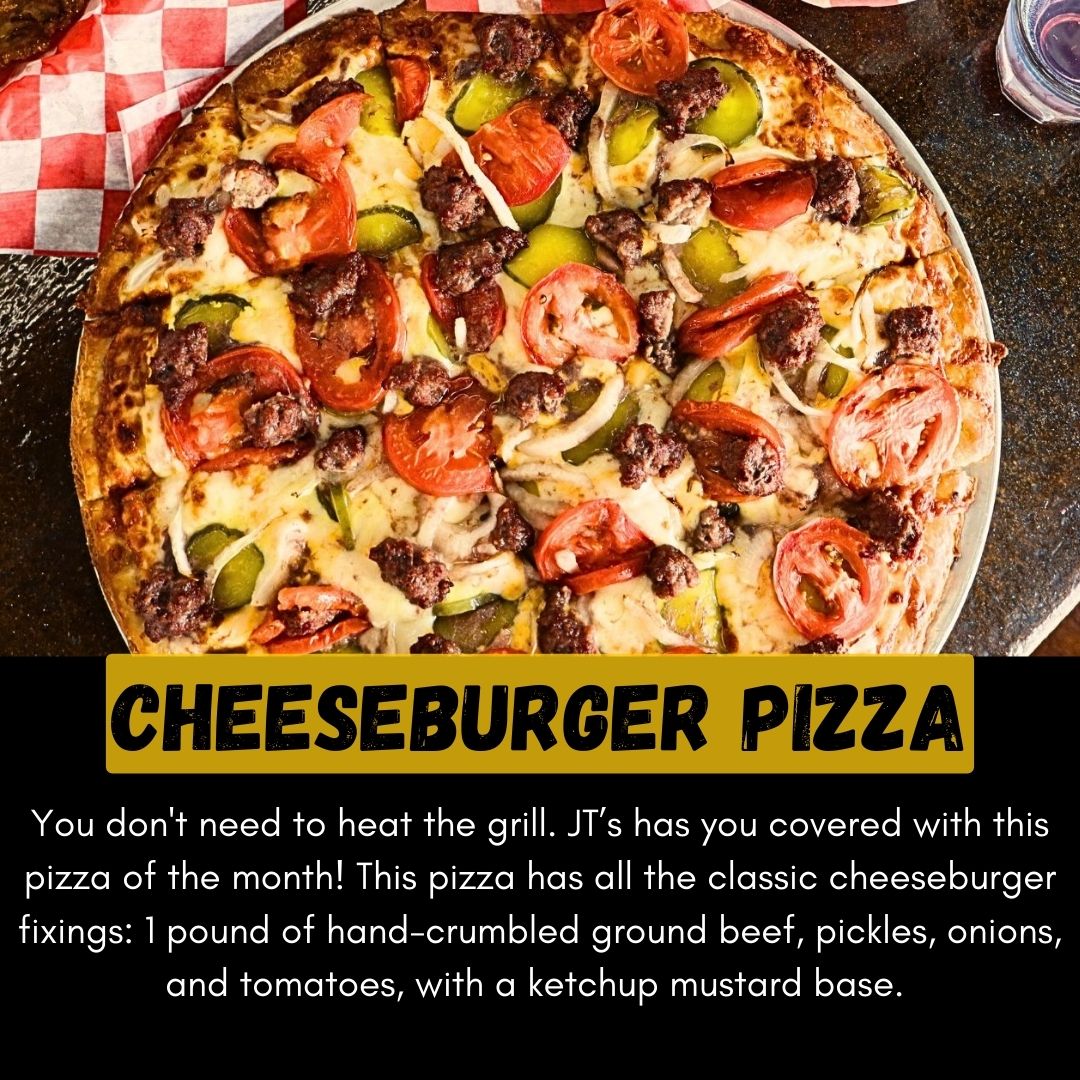 CHEESEBURGER PIZZA
You don't need to heat the grill. JT’s has you covered with this
pizza of the month! This pizza has all the classic cheeseburger
fixings: 1 pound of hand-crumbled ground beef, pickles, onions,
and tomatoes, with a ketchup mustard base.